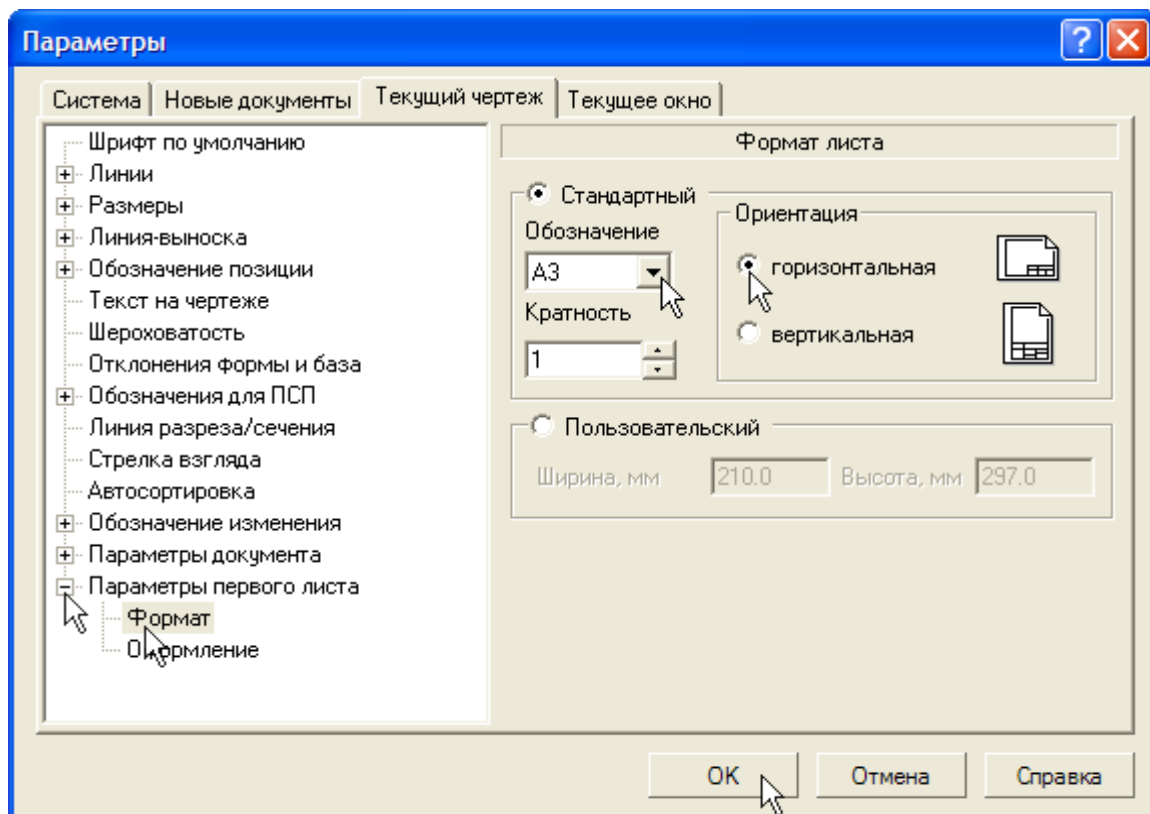 Параметры
Система
Новые документы
Текущий чертеж
Текущее окно
Шрифт по умолчанию
Линии
Размеры
Линия-выноска
Обозначение позиции
Текст на чертеже
Шероховатость
Отклонения формы и база
Обозначения для ПСП
Линия разреза/сечения
Стрелка взгляда
Автосортировка
Обозначение изменения
Параметры документа
Параметры первого листа
Формат
Оформление
Формат листа
Стандартный
Обозначение
А3
Кратность
1
Ориентация
горизонтальная
вертикальная
Пользовательский
Ширина, мм 210.0 Высота, мм 297.0
OK Отмена Справка